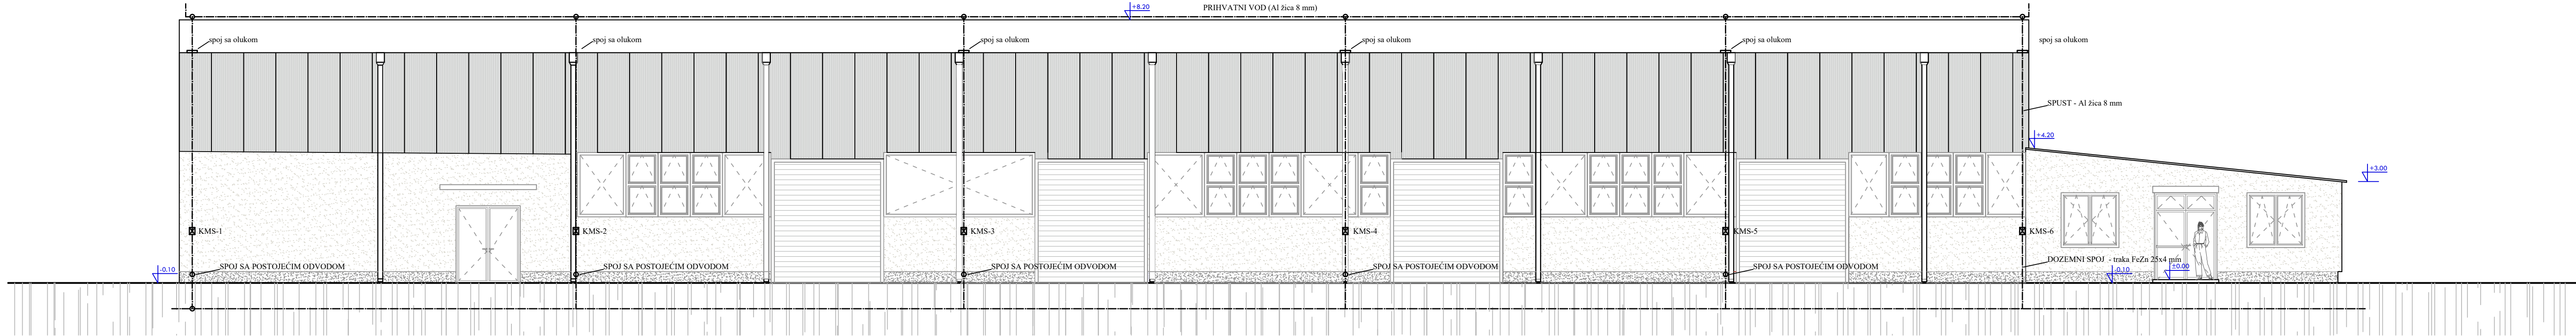 PRIHVATNI VOD (Al žica 8 mm)
+8.20
spoj sa olukom
spoj sa olukom
spoj sa olukom
spoj sa olukom
spoj sa olukom
spoj sa olukom
SPUST - Al žica 8 mm
+4.20
+3.00
KMS-1
KMS-2
KMS-3
KMS-4
KMS-5
KMS-6
-0.10
SPOJ SA POSTOJEĆIM ODVODOM
SPOJ SA POSTOJEĆIM ODVODOM
SPOJ SA POSTOJEĆIM ODVODOM
SPOJ SA POSTOJEĆIM ODVODOM
SPOJ SA POSTOJEĆIM ODVODOM
DOZEMNI SPOJ - traka FeZn 25x4 mm
-0.10
±0.00